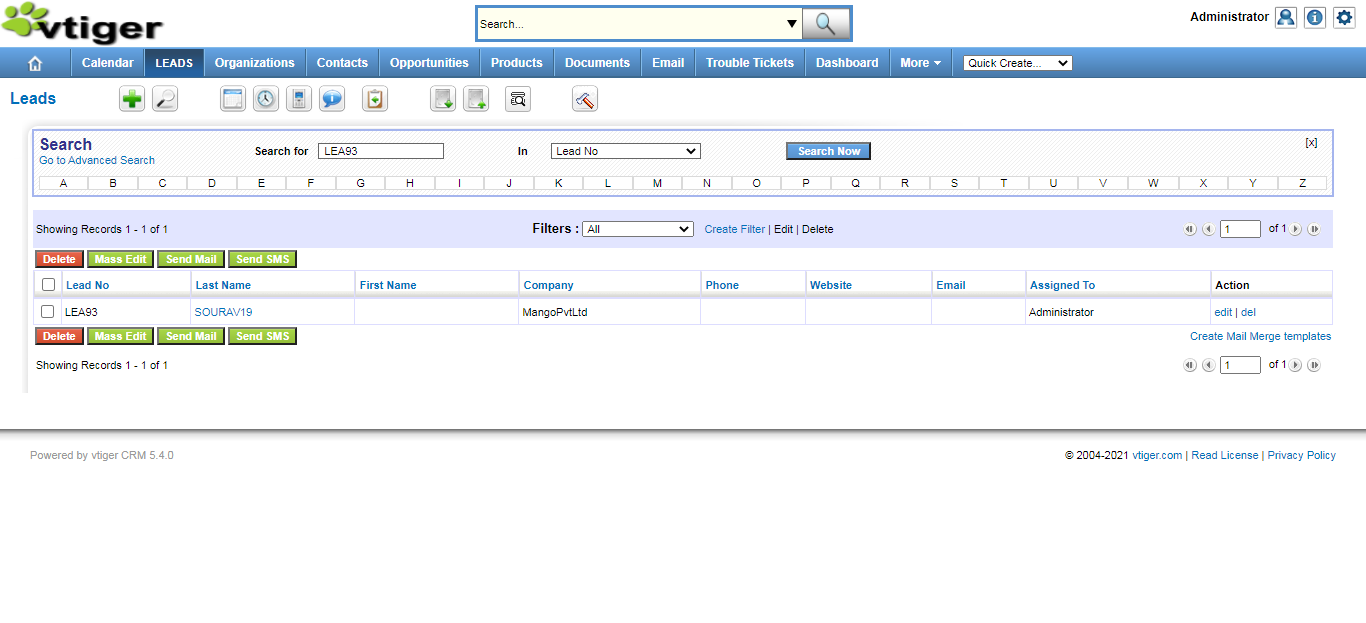 vtiger
Search...
Administrator
Calendar LEADS Organizations Contacts Opportunities Products Documents Email Trouble Tickets Dashboard More Quick Create...
Leads
Search
Go to Advanced Search
Search for LEA93 In Lead No Search Now [X]
A B C D E F G H I J K L M N O P Q R S T U V W X Y Z
Showing Records 1 - 1 of 1 Filters : All Create Filter | Edit | Delete 1 of 1
Delete Mass Edit Send Mail Send SMS
Lead No Last Name First Name Company Phone Website Email Assigned To Action
LEA93 SOURAV19 MangoPvtLtd Administrator edit | del
Delete Mass Edit Send Mail Send SMS Create Mail Merge templates
Showing Records 1 - 1 of 1 1 of 1
Powered by vtiger CRM 5.4.0 © 2004-2021 vtiger.com | Read License | Privacy Policy